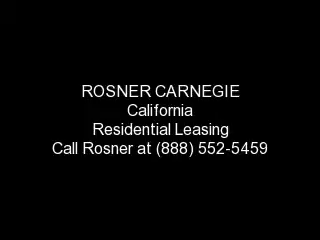 ROSNER CARNEGIE
California
Residential Leasing
Call Rosner at (888) 552-5459